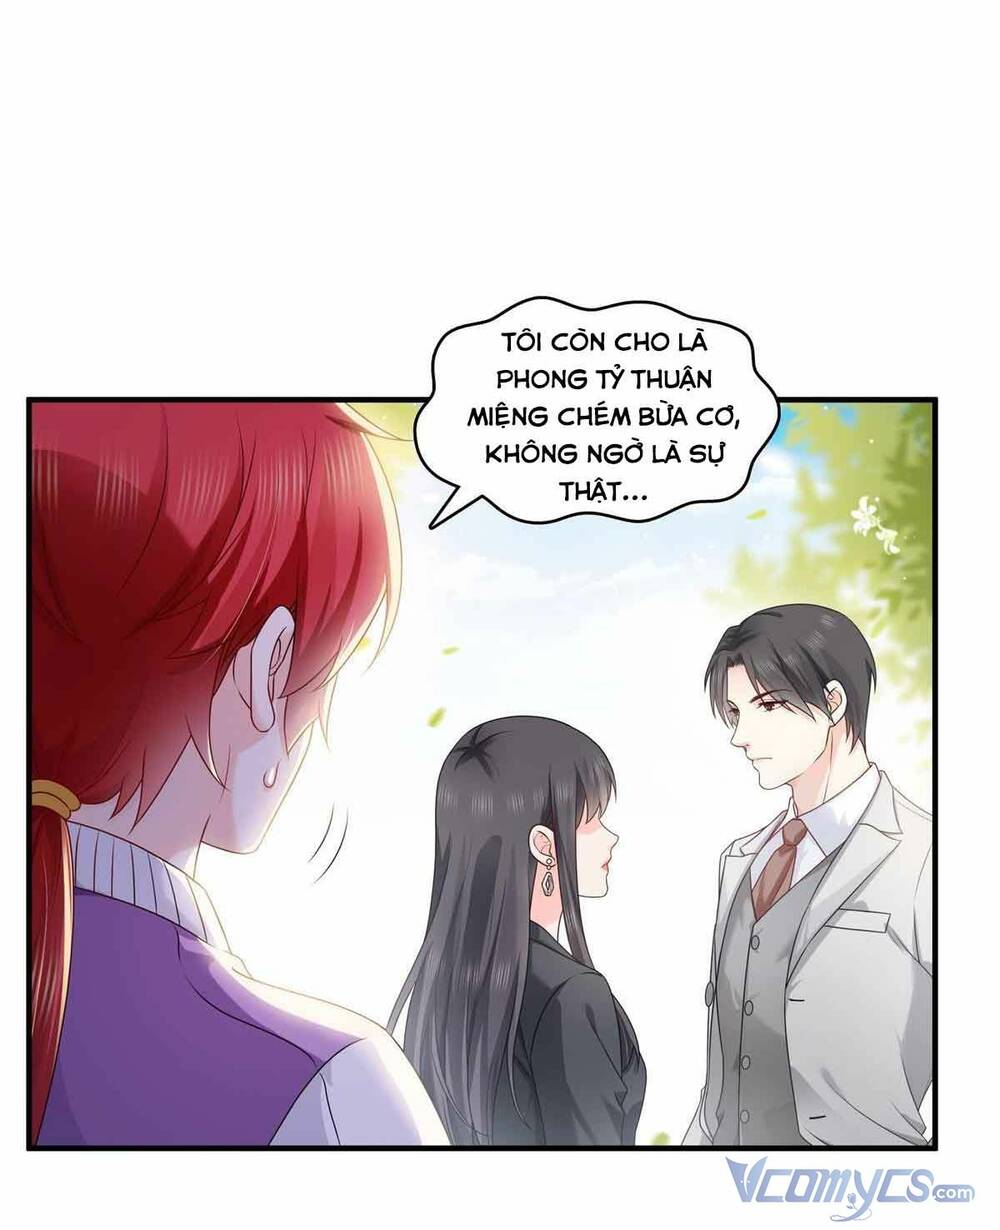 TÔI CÒN CHO LÀ
PHONG TỶ THUẬN
MIỆNG CHÉM BỪA CƠ,
KHÔNG NGỜ LÀ SỰ
THẬT...
VCOMYCS.com